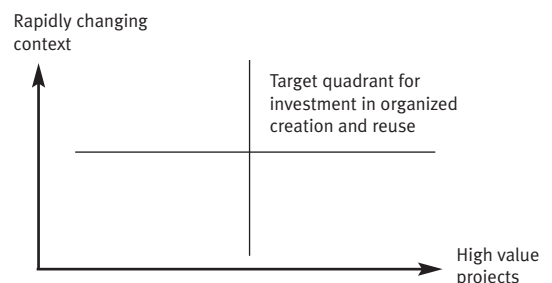 Rapidly changing
context
Target quadrant for
investment in organized
creation and reuse
High value
projects